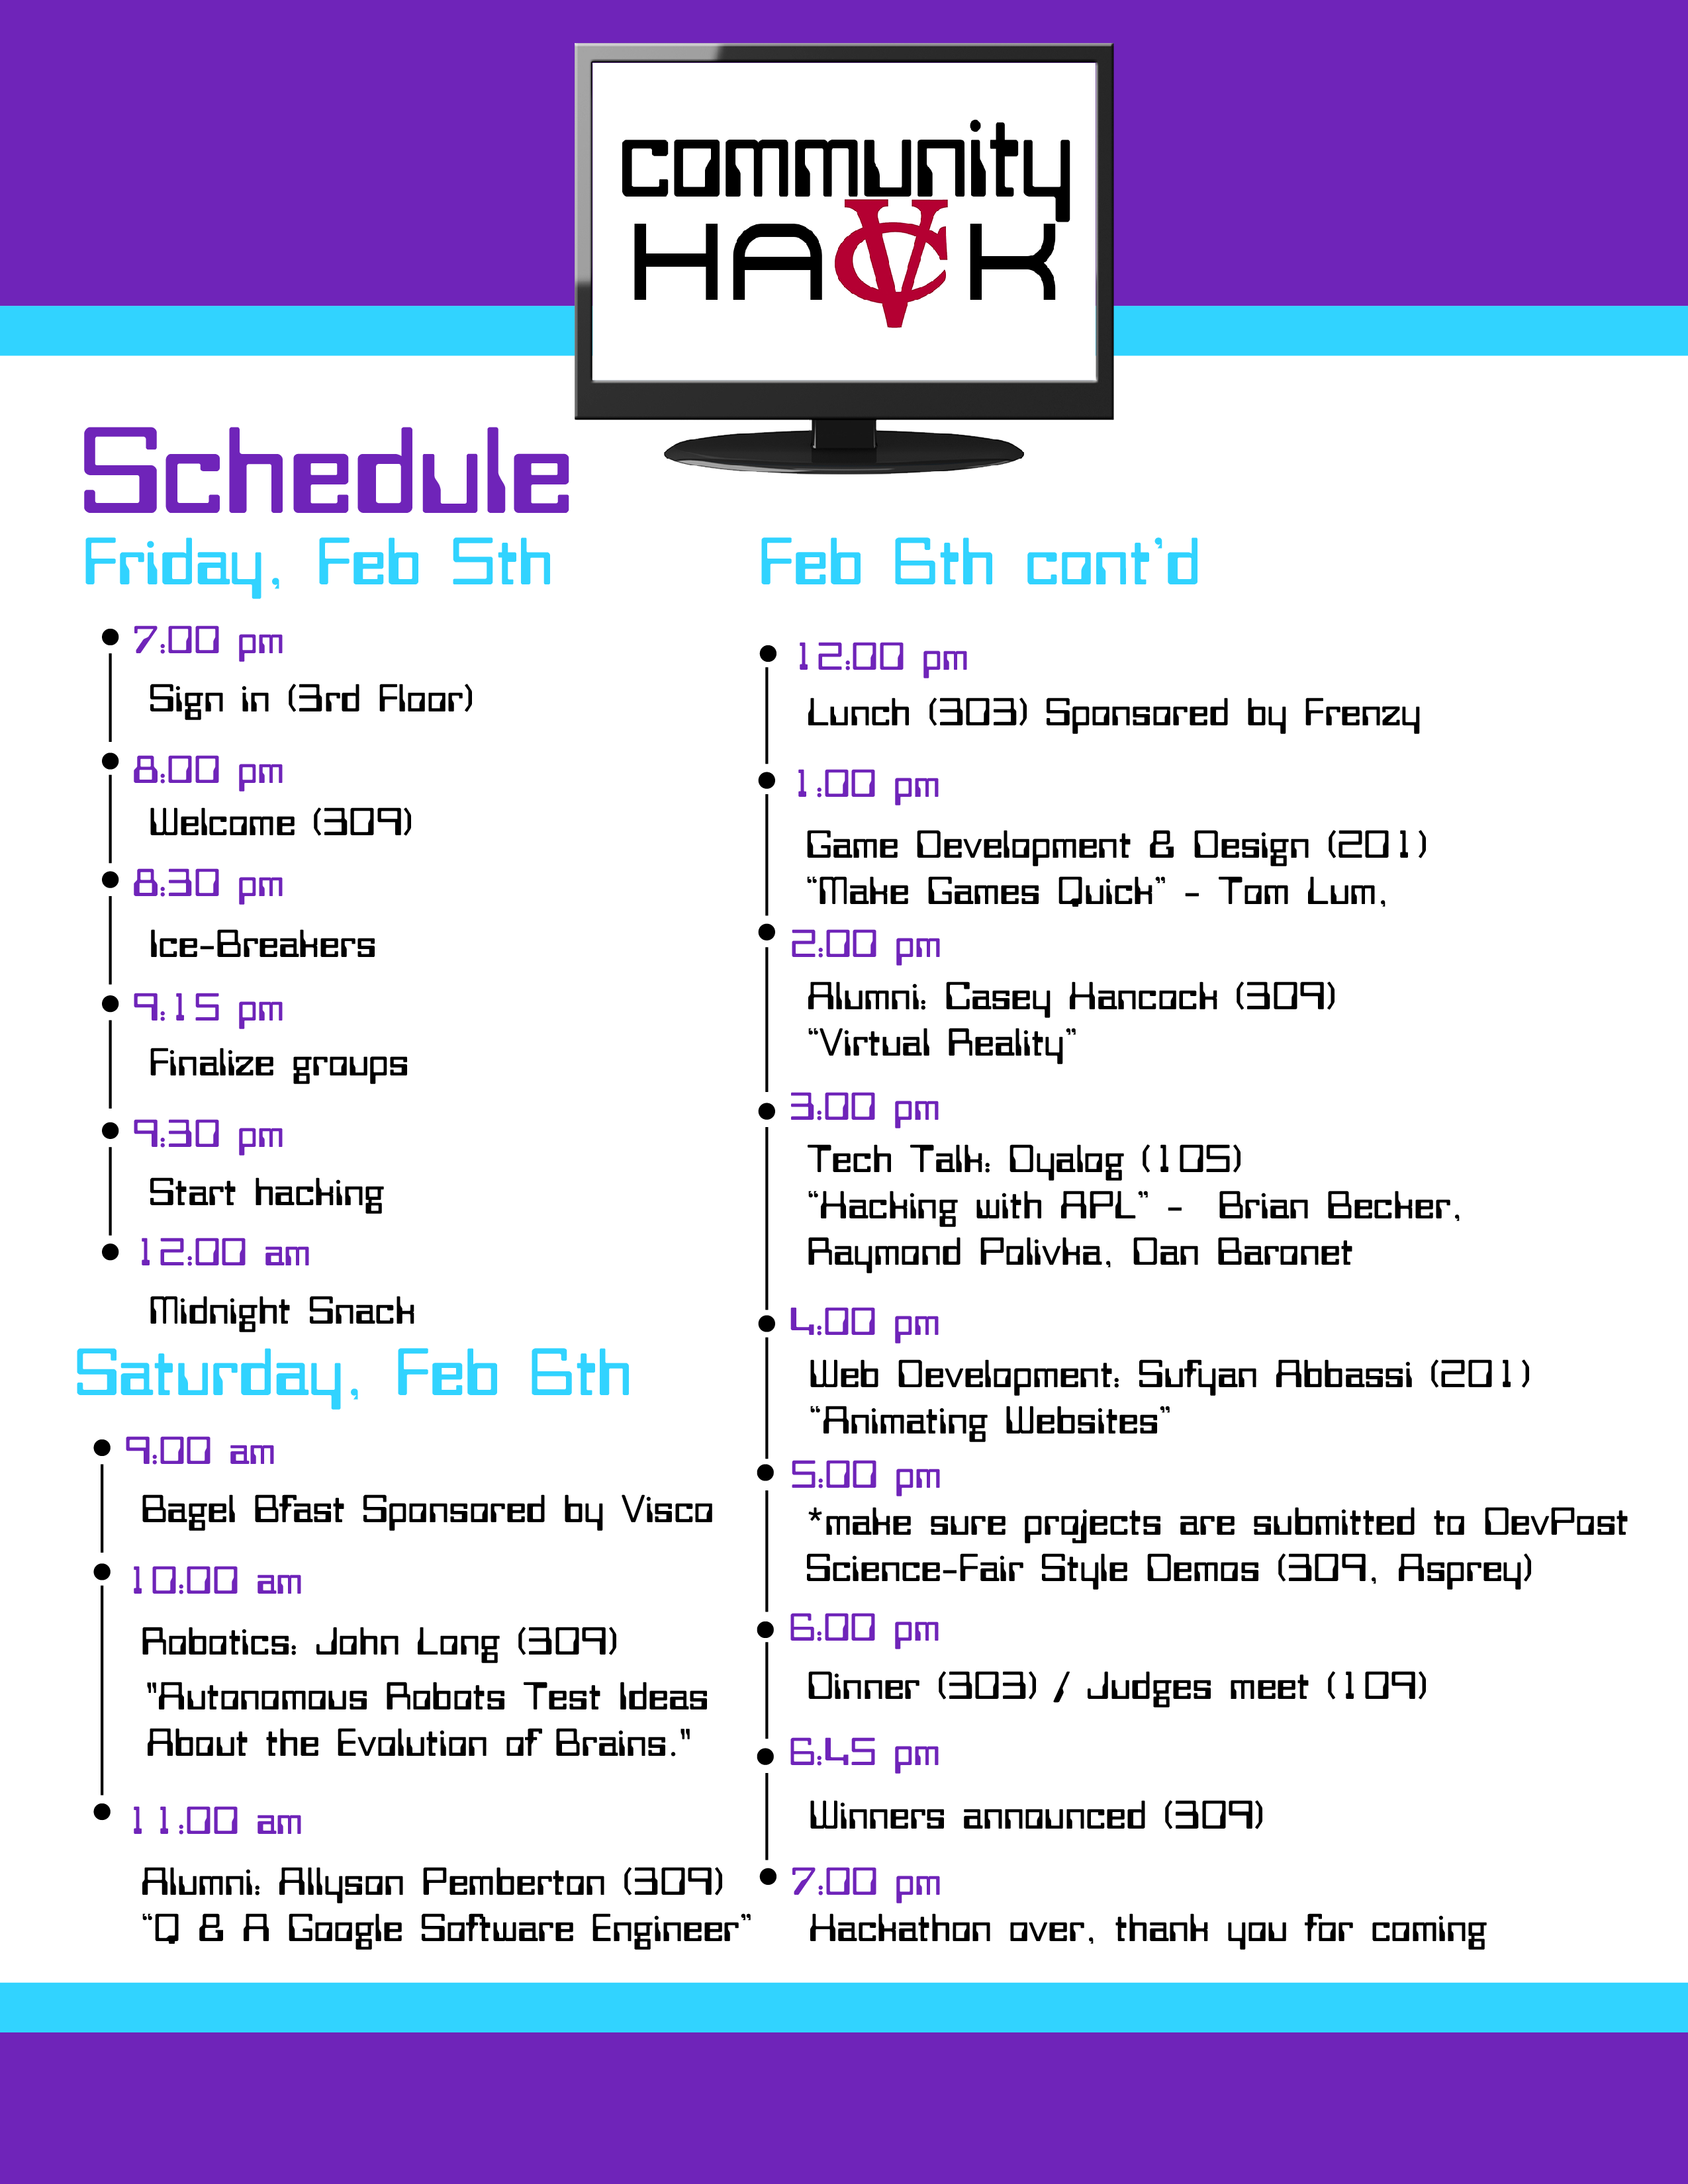 community
HACK
Schedule
Friday, Feb 5th
7:00 pm
Sign in (3rd Floor)
8:00 pm
Welcome (309)
8:30 pm
Ice-Breakers
9:15 pm
Finalize groups
9:30 pm
Start hacking
12:00 am
Midnight Snack
Saturday, Feb 6th
9:00 am
Bagel Bfast Sponsored by Visco
10:00 am
Robotics: John Long (309)
"Autonomous Robots Test Ideas
About the Evolution of Brains."
11:00 am
Alumni: Allyson Pemberton (309)
“Q & A Google Software Engineer”
Feb 6th cont’d
12:00 pm
Lunch (303) Sponsored by Frenzy
1:00 pm
Game Development & Design (201)
“Make Games Quick” - Tom Lum,
2:00 pm
Alumni: Casey Hancock (309)
“Virtual Reality”
3:00 pm
Tech Talk: Dyalog (105)
“Hacking with APL” - Brian Becker,
Raymond Polivka, Dan Baronet
4:00 pm
Web Development: Sufyan Abbassi (201)
“Animating Websites”
5:00 pm
*make sure projects are submitted to DevPost
Science-Fair Style Demos (309, Asprey)
6:00 pm
Dinner (303) / Judges meet (109)
6:45 pm
Winners announced (309)
7:00 pm
Hackathon over, thank you for coming